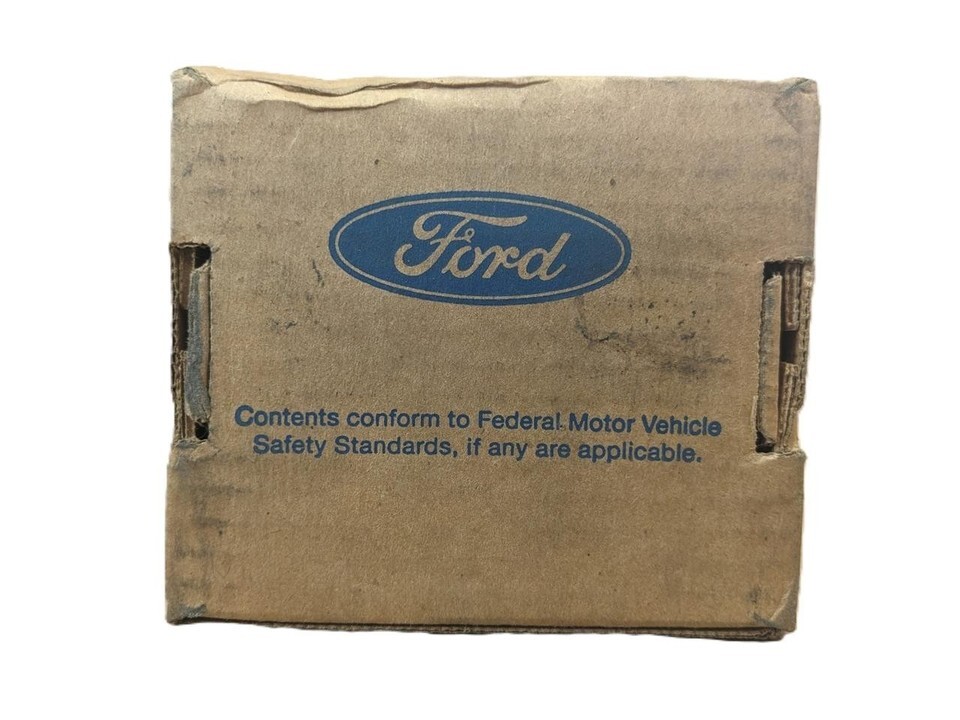 Ford
Contents conform to Federal Motor Vehicle
Safety Standards, if any are applicable.